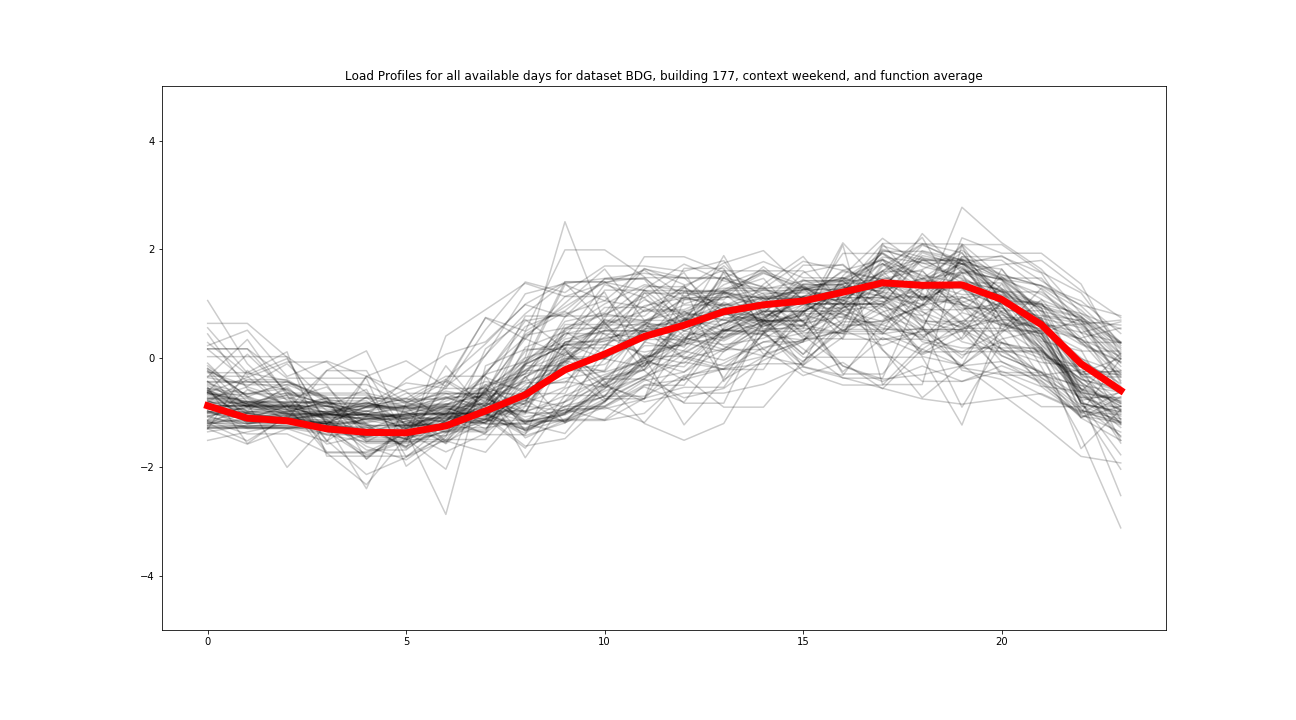 Load Profiles for all available days for dataset BDG, building 177, context weekend, and function average
4
2
0
−2
−4
0 5 10 15 20